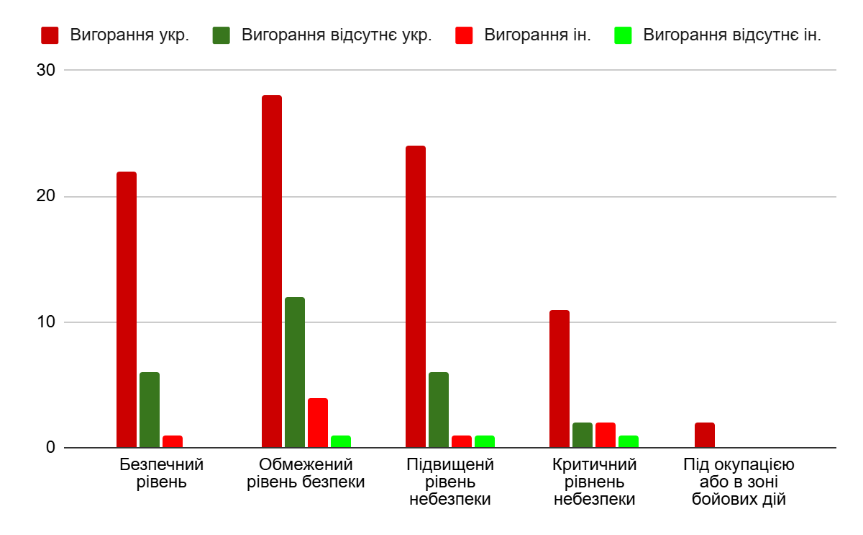 Вигорання укр. Вигорання відсутнє укр. Вигорання ін. Вигорання відсутнє ін.
30
20
10
0
Безпечний
рівень
Обмежений
рівень безпеки
Підвищенй
рівень
небезпеки
Критичний
рівнень
небезпеки
Під окупацією
або в зоні
бойових дій